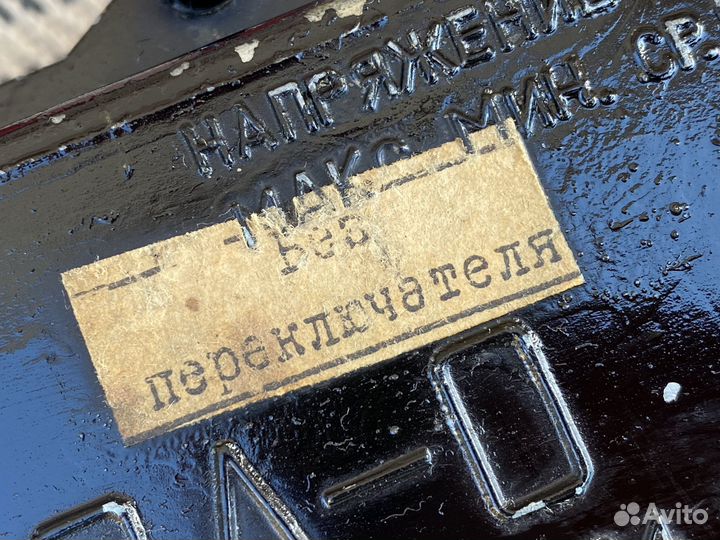 НАПРЯЖЕНИЕ
МАКС. МИН. СР.
Без
переключателя
Avito